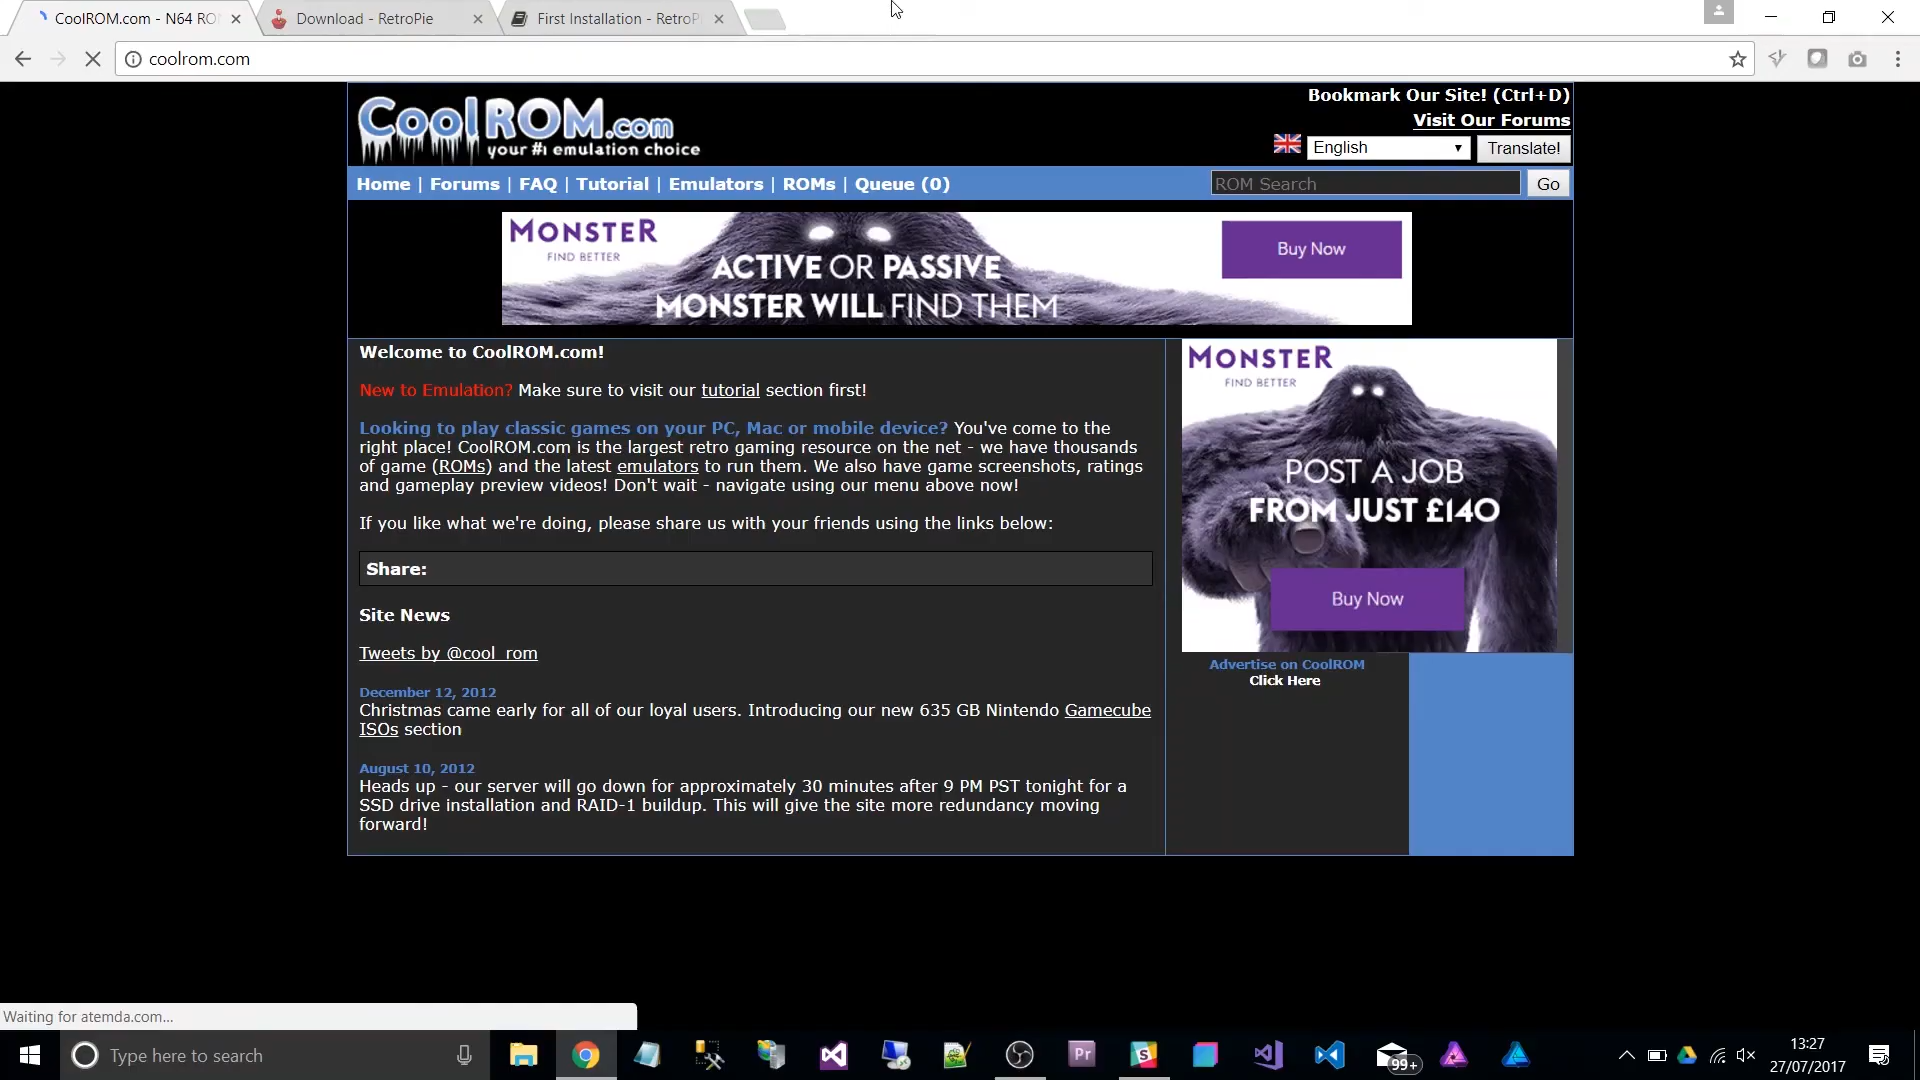 CoolROM.com - N64 RO
Download - RetroPie
First Installation - RetroP
coolrom.com
CoolROM.com
your #1 emulation choice
Bookmark Our Site! (Ctrl+D)
Visit Our Forums
English
Translate!
Home | Forums | FAQ | Tutorial | Emulators | ROMs | Queue (0)
ROM Search
Go
MONSTER
FIND BETTER
ACTIVE OR PASSIVE
MONSTER WILL FIND THEM
Buy Now
Welcome to CoolROM.com!
New to Emulation? Make sure to visit our tutorial section first!
Looking to play classic games on your PC, Mac or mobile device? You've come to the
right place! CoolROM.com is the largest retro gaming resource on the net - we have thousands
of game (ROMs) and the latest emulators to run them. We also have game screenshots, ratings
and gameplay preview videos! Don't wait - navigate using our menu above now!
If you like what we're doing, please share us with your friends using the links below:
Share:
Site News
Tweets by @cool_rom
December 12, 2012
Christmas came early for all of our loyal users. Introducing our new 635 GB Nintendo Gamecube
ISOs section
August 10, 2012
Heads up - our server will go down for approximately 30 minutes after 9 PM PST tonight for a
SSD drive installation and RAID-1 buildup. This will give the site more redundancy moving
forward!
MONSTER
FIND BETTER
POST A JOB
FROM JUST £140
Buy Now
Advertise on CoolROM
Click Here
Waiting for atemda.com...
Type here to search
Pr
S
99+
13:27
27/07/2017